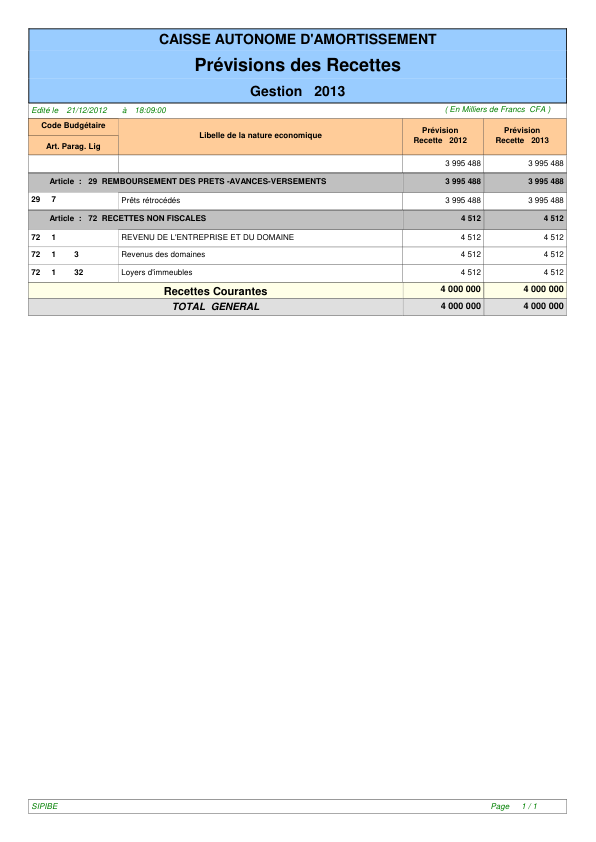 CAISSE AUTONOME D'AMORTISSEMENT
Prévisions des Recettes
Gestion 2013
Edité le 21/12/2012 à 18:09:00 ( En Milliers de Francs CFA )
Code Budgétaire
Art. Parag. Lig
Libelle de la nature economique
Prévision
Recette 2012
Prévision
Recette 2013
3 995 488 3 995 488
Article : 29 REMBOURSEMENT DES PRETS -AVANCES-VERSEMENTS 3 995 488 3 995 488
29 7 Prêts rétrocédés 3 995 488 3 995 488
Article : 72 RECETTES NON FISCALES 4 512 4 512
72 1 REVENU DE L'ENTREPRISE ET DU DOMAINE 4 512 4 512
72 1 3 Revenus des domaines 4 512 4 512
72 1 32 Loyers d'immeubles 4 512 4 512
Recettes Courantes 4 000 000 4 000 000
TOTAL GENERAL 4 000 000 4 000 000
SIPIBE Page 1 / 1